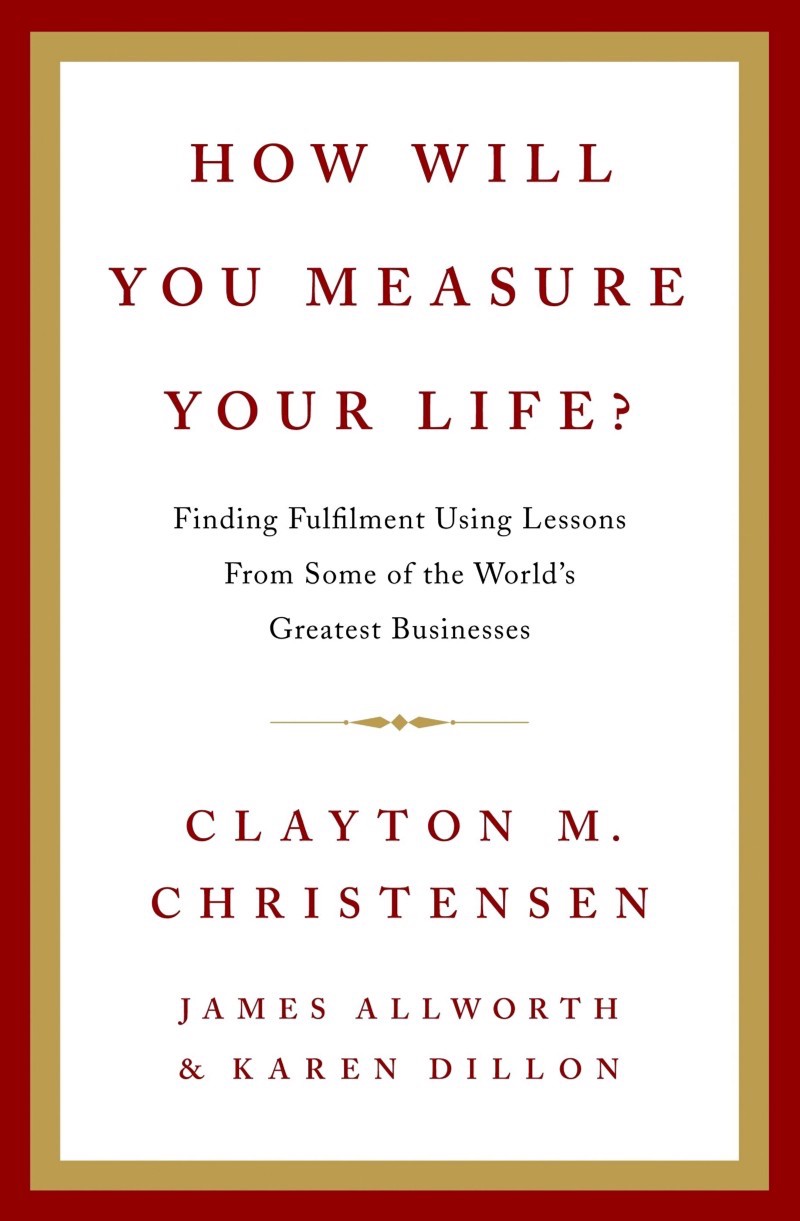 HOW WILL
YOU MEASURE
YOUR LIFE?
Finding Fulfilment Using Lessons
From Some of the World's
Greatest Businesses
CLAYTON M.
CHRISTENSEN
JAMES ALLWORTH
& KAREN DILLON